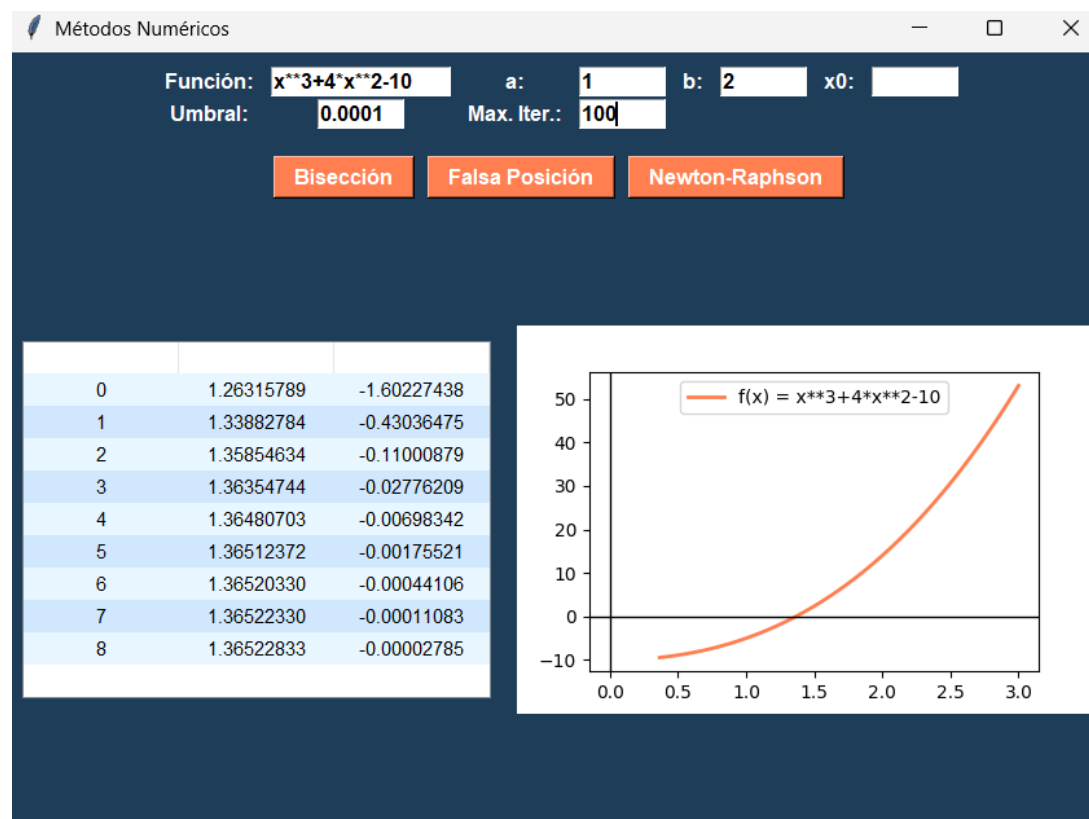 Métodos Numéricos
Función: x**3+4*x**2-10 a: 1 b: 2 x0:
Umbral: 0.0001 Max. Iter.: 100
Bisección Falsa Posición Newton-Raphson
0 1.26315789 -1.60227438
1 1.33882784 -0.43036475
2 1.35854634 -0.11000879
3 1.36354744 -0.02776209
4 1.36480703 -0.00698342
5 1.36512372 -0.00175521
6 1.36520330 -0.00044106
7 1.36522330 -0.00011083
8 1.36522833 -0.00002785
f(x) = x**3+4*x**2-10
50
40
30
20
10
0
−10
0.0 0.5 1.0 1.5 2.0 2.5 3.0